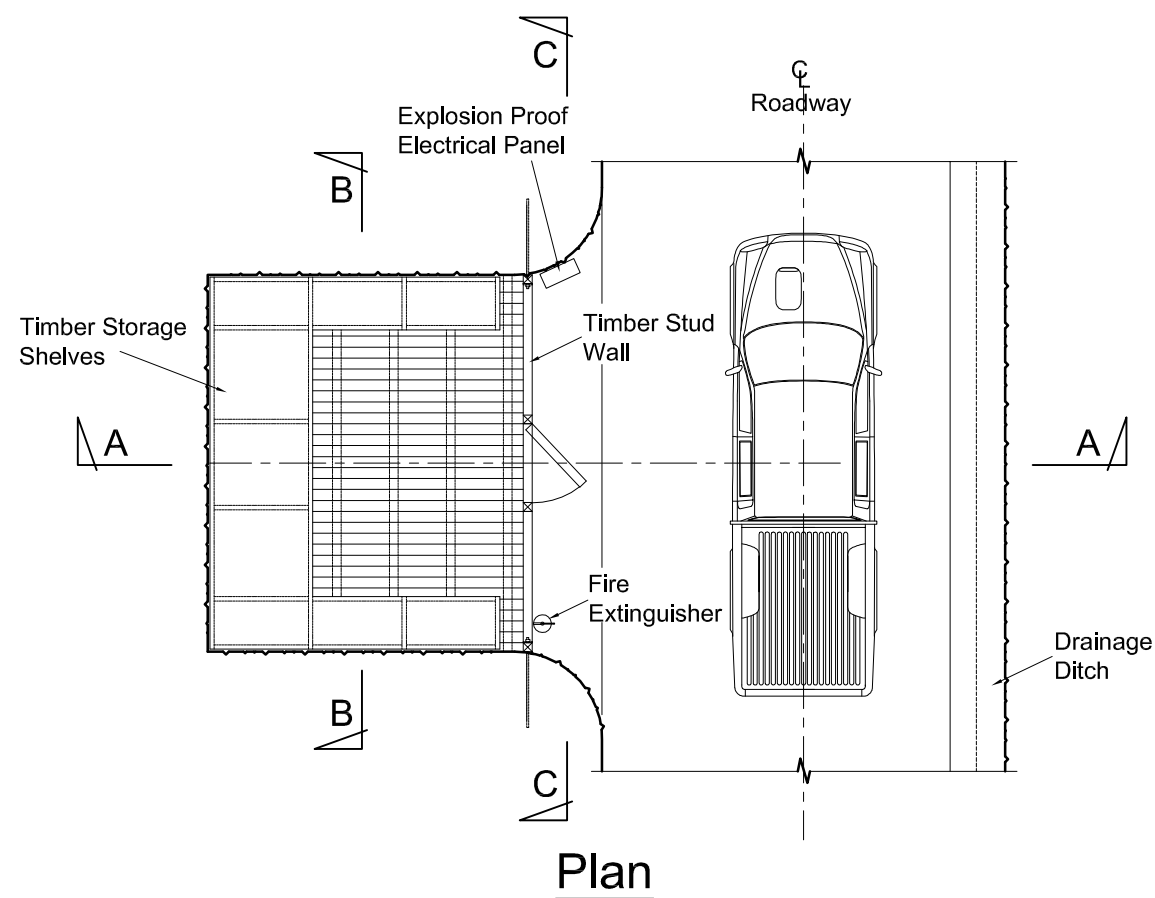 C
℄
Roadway
Explosion Proof
Electrical Panel
B
Timber Storage
Shelves
Timber Stud
Wall
A
A
Fire
Extinguisher
Drainage
Ditch
B
C
Plan